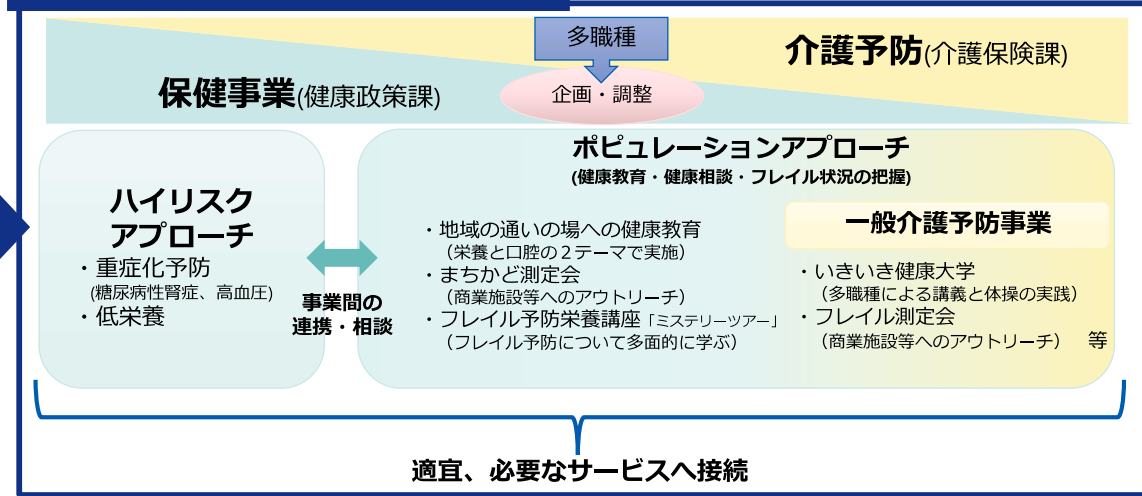 多職種
介護予防(介護保険課)
保健事業(健康政策課)
企画・調整
ハイリスク
アプローチ
・重症化予防
(糖尿病性腎症、高血圧)
・低栄養
事業間の
連携・相談
ポピュレーションアプローチ
(健康教育・健康相談・フレイル状況の把握)
・地域の通いの場への健康教育
（栄養と口腔の２テーマで実施）
・まちかど測定会
（商業施設等へのアウトリーチ）
・フレイル予防栄養講座「ミステリーツアー」
（フレイル予防について多面的に学ぶ）
一般介護予防事業
・いきいき健康大学
（多職種による講義と体操の実践）
・フレイル測定会
（商業施設等へのアウトリーチ） 等
適宜、必要なサービスへ接続